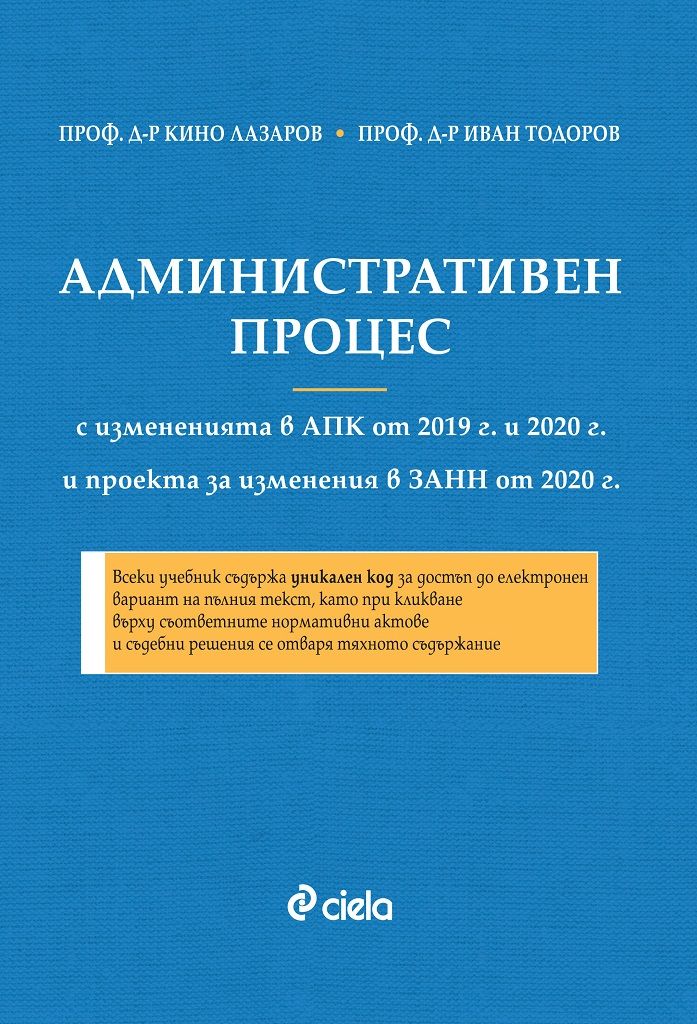 ПРОФ. Д-Р КИНО ЛАЗАРОВ • ПРОФ. Д-Р ИВАН ТОДОРОВ
АДМИНИСТРАТИВЕН
ПРОЦЕС
с измененията в АПК от 2019 г. и 2020 г.
и проекта за изменения в ЗАНН от 2020 г.
Всеки учебник съдържа уникален код за достъп до електронен
вариант на пълния текст, като при кликване
върху съответните нормативни актове
и съдебни решения се отваря тяхното съдържание
ciela